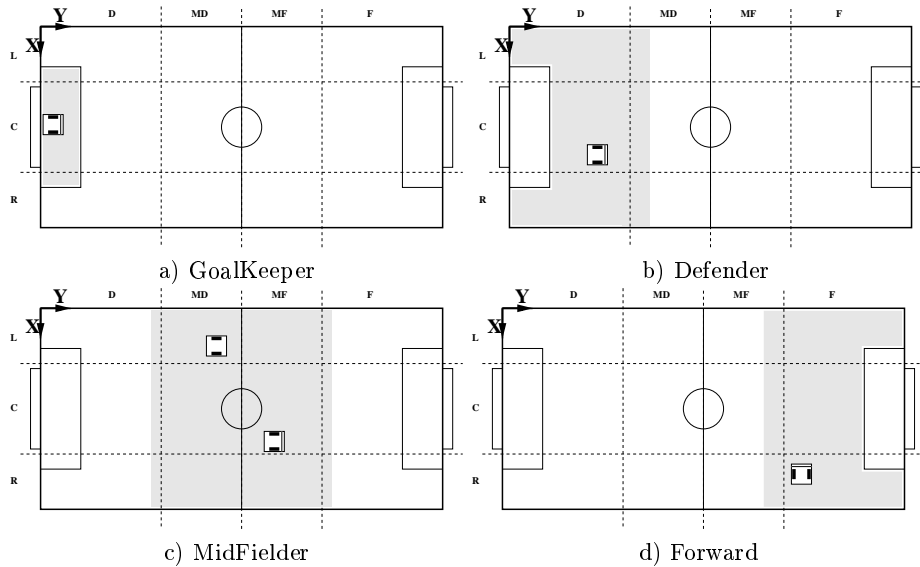 Y D MD MF F
X
L
C
R
a) GoalKeeper
Y D MD MF F
X
L
C
R
b) Defender
Y D MD MF F
X
L
C
R
c) MidFielder
Y D MD MF F
X
L
C
R
d) Forward